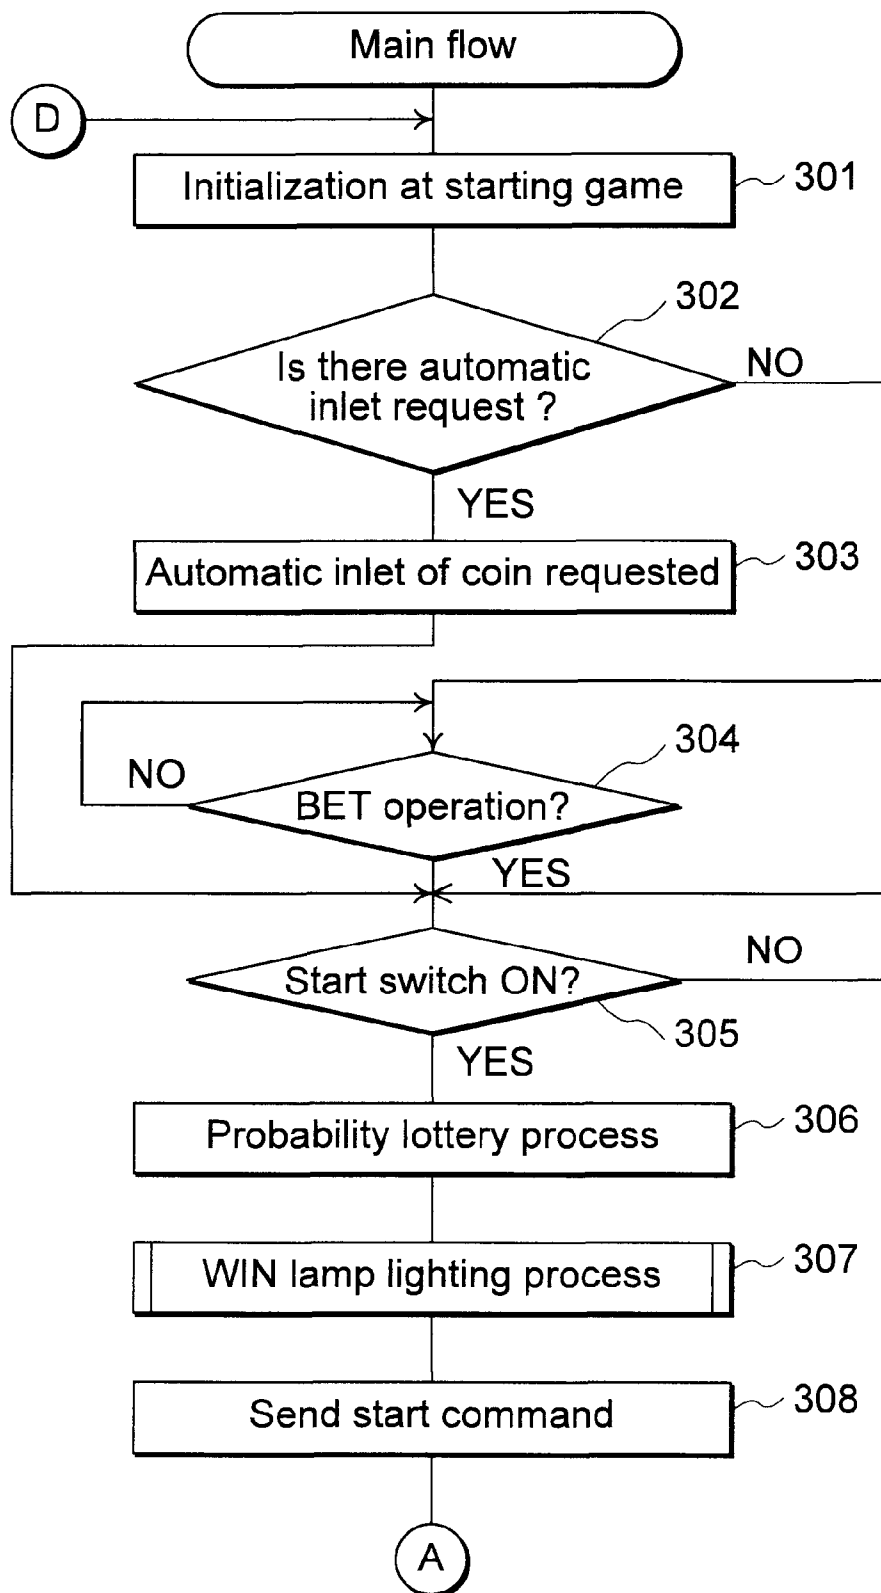 Main flow
D
Initialization at starting game
301
302
Is there automatic
inlet request ?
NO
YES
Automatic inlet of coin requested
303
304
NO
BET operation?
YES
Start switch ON?
NO
305
YES
Probability lottery process
306
WIN lamp lighting process
307
Send start command
308
A